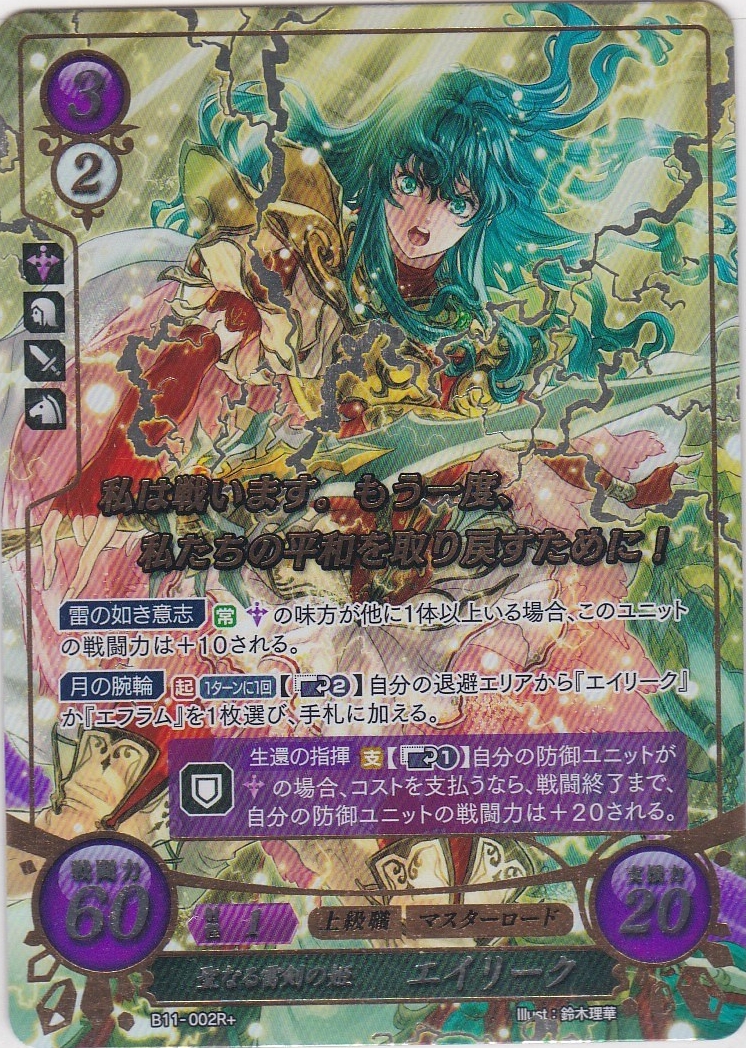 3
2
私は戦います。もう一度、
私たちの平和を取り戻すために！
雷の如き意志 常 の味方が他に1体以上いる場合、このユニット
の戦闘力は＋10される。
月の腕輪 起 1ターンに1回 【 2】自分の退避エリアから『エイリーク』
か『エフラム』を1枚選び、手札に加える。
生還の指揮 支【 1】自分の防御ユニットが
の場合、コストを支払うなら、戦闘終了まで、
自分の防御ユニットの戦闘力は＋20される。
戦闘力
60
射程 1
上級職 マスターロード
支援力
20
聖なる雷剣の姫 エイリーク
B11-002R+
Illust：鈴木理華